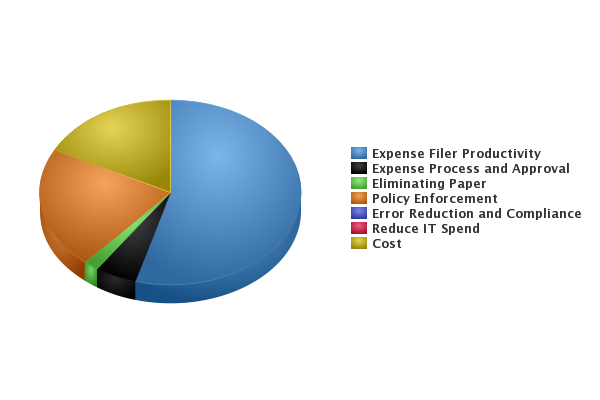 Expense Filer Productivity
Expense Process and Approval
Eliminating Paper
Policy Enforcement
Error Reduction and Compliance
Reduce IT Spend
Cost